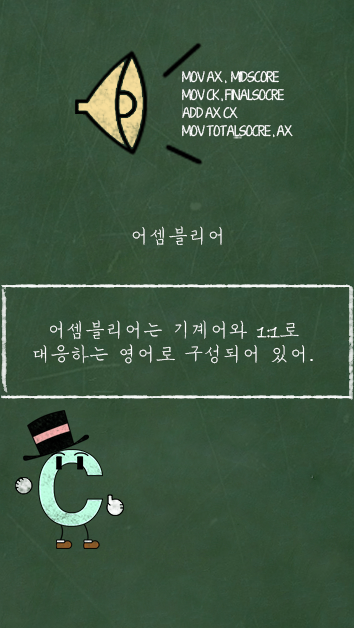 MOV AX, MIDSCORE
MOV CK, FINALSOCRE
ADD AX CX
MOV TOTALSOCRE, AX
어셈블리어
어셈블리어는 기계어와 1:1로
대응하는 영어로 구성되어 있어.
C